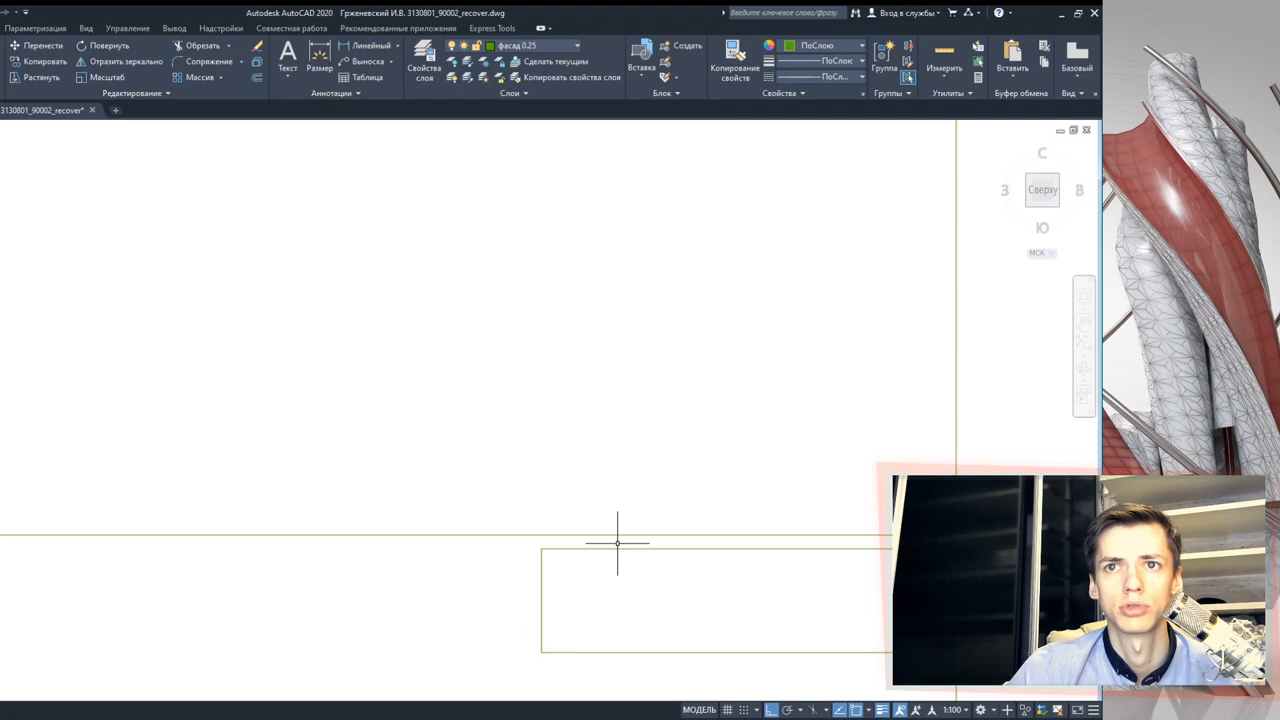 Autodesk AutoCAD 2020 Грженевский И.В. 3130801_90002_recover.dwg
Введите ключевое слово/фразу
Вход в службы
Параметризация Вид Управление Вывод Надстройки Совместная работа Рекомендованные приложения Express Tools
Перенести Повернуть Обрезать
Копировать Отразить зеркально Сопряжение
Растянуть Масштаб Массив
Редактирование
Текст
Размер
Линейный
Выноска
Таблица
Аннотации
Свойства
слоя
фасад 0.25
Сделать текущим
Копировать свойства слоя
Слои
Вставка
Создать
Блок
Копирование
свойств
ПоСлою
ПоСлою
ПоСл...
Свойства
Группа
Группы
Измерить
Утилиты
Вставить
Буфер обмена
Базовый
Вид
3130801_90002_recover*
С
З
Сверху
В
Ю
МСК
МОДЕЛЬ
1:100